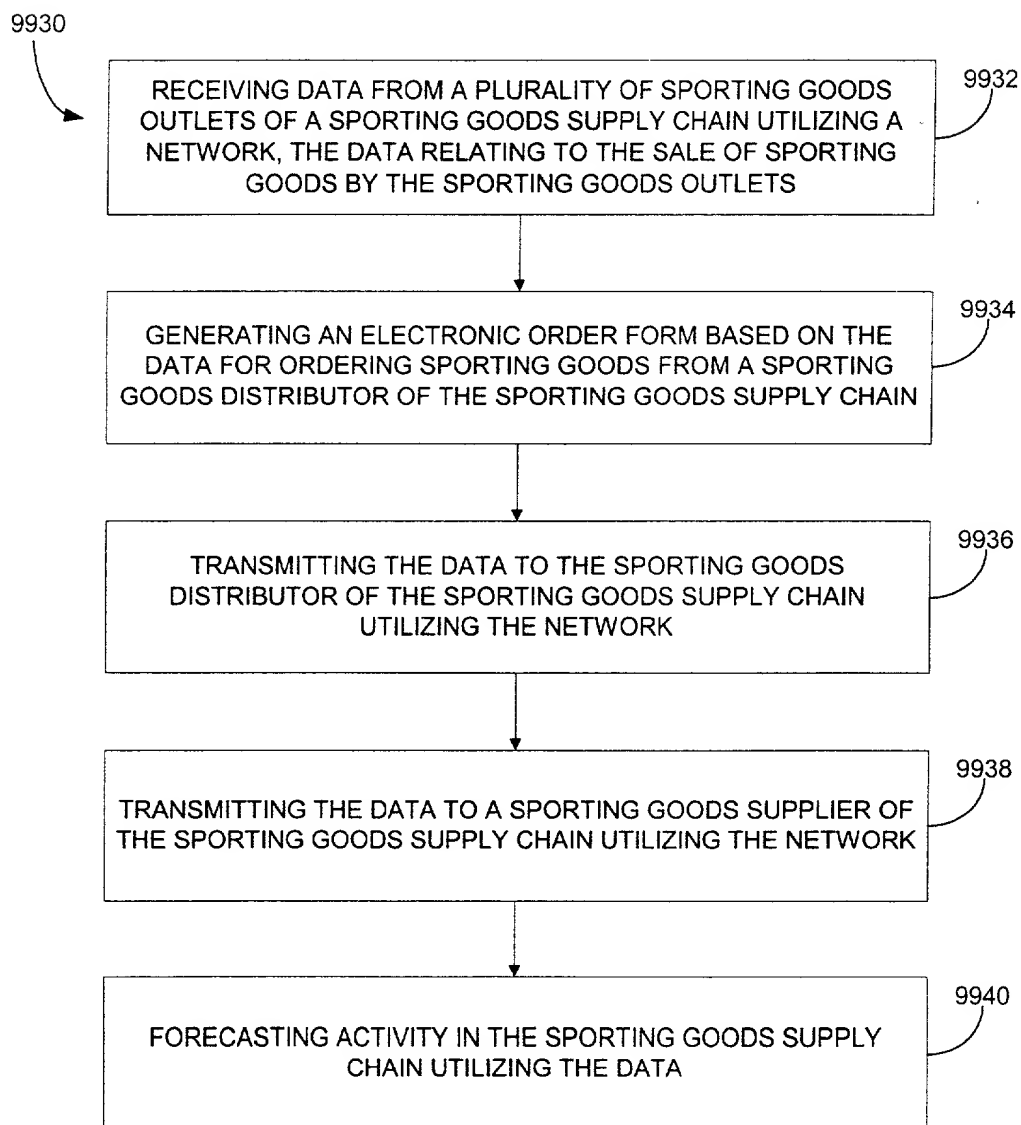 9930
9932
RECEIVING DATA FROM A PLURALITY OF SPORTING GOODS
OUTLETS OF A SPORTING GOODS SUPPLY CHAIN UTILIZING A
NETWORK, THE DATA RELATING TO THE SALE OF SPORTING
GOODS BY THE SPORTING GOODS OUTLETS
9934
GENERATING AN ELECTRONIC ORDER FORM BASED ON THE
DATA FOR ORDERING SPORTING GOODS FROM A SPORTING
GOODS DISTRIBUTOR OF THE SPORTING GOODS SUPPLY CHAIN
9936
TRANSMITTING THE DATA TO THE SPORTING GOODS
DISTRIBUTOR OF THE SPORTING GOODS SUPPLY CHAIN
UTILIZING THE NETWORK
9938
TRANSMITTING THE DATA TO A SPORTING GOODS SUPPLIER OF
THE SPORTING GOODS SUPPLY CHAIN UTILIZING THE NETWORK
9940
FORECASTING ACTIVITY IN THE SPORTING GOODS SUPPLY
CHAIN UTILIZING THE DATA